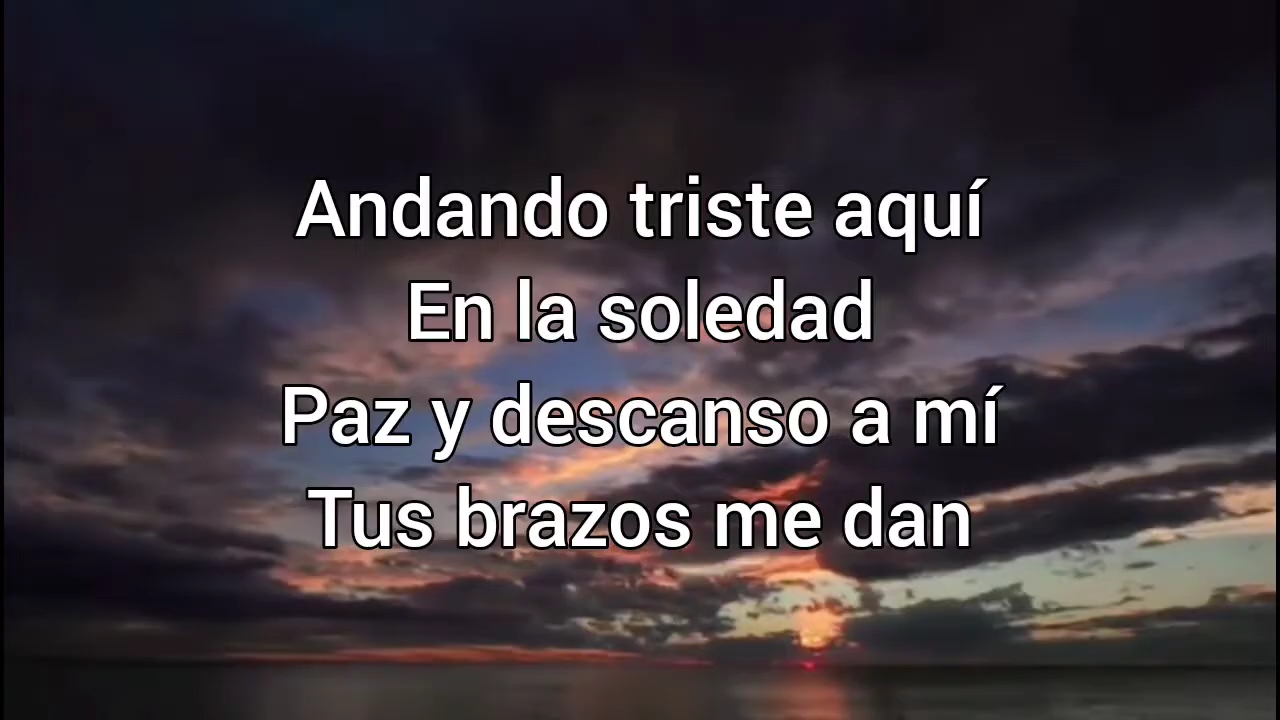 Andando triste aquí
En la soledad
Paz y descanso a mí
Tus brazos me dan